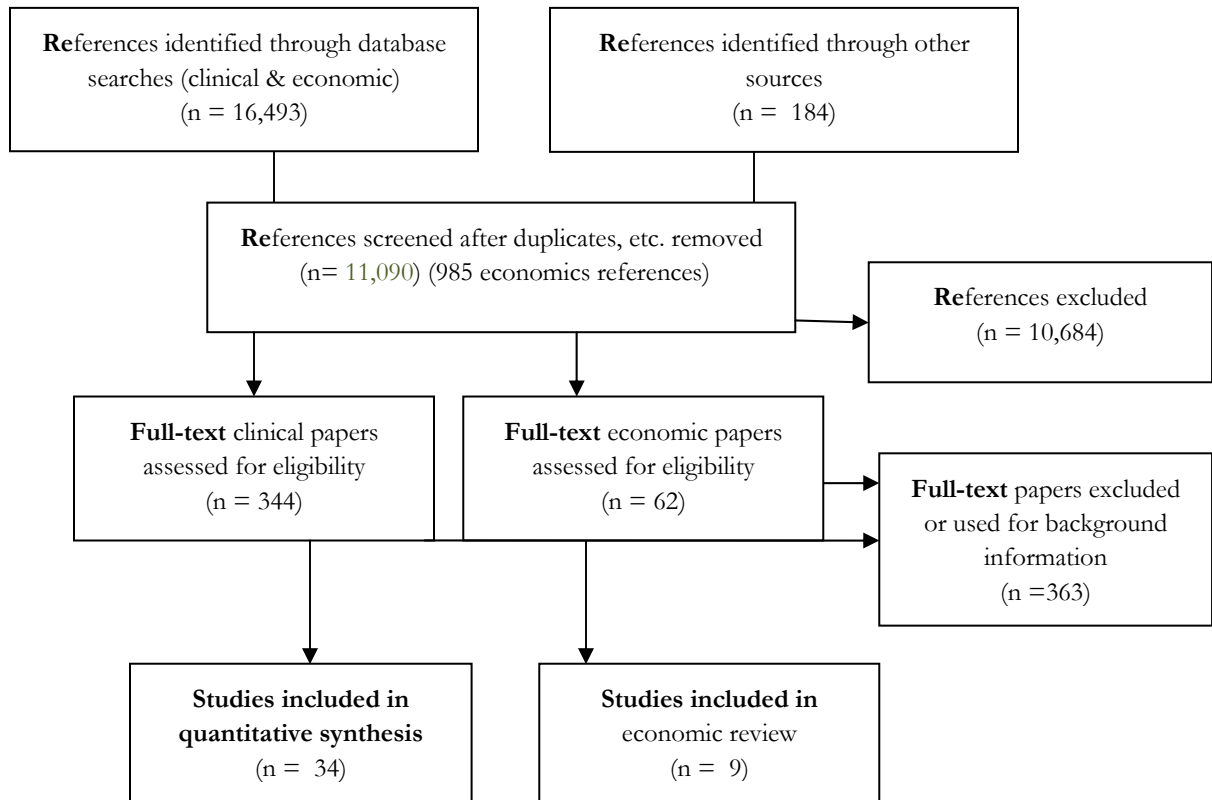 References identified through database
searches (clinical & economic)
(n = 16,493)
References identified through other
sources
(n = 184)
References screened after duplicates, etc. removed
(n= 11,090) (985 economics references)
References excluded
(n = 10,684)
Full-text clinical papers
assessed for eligibility
(n = 344)
Full-text economic papers
assessed for eligibility
(n = 62)
Full-text papers excluded
or used for background
information
(n =363)
Studies included in
quantitative synthesis
(n = 34)
Studies included in
economic review
(n = 9)